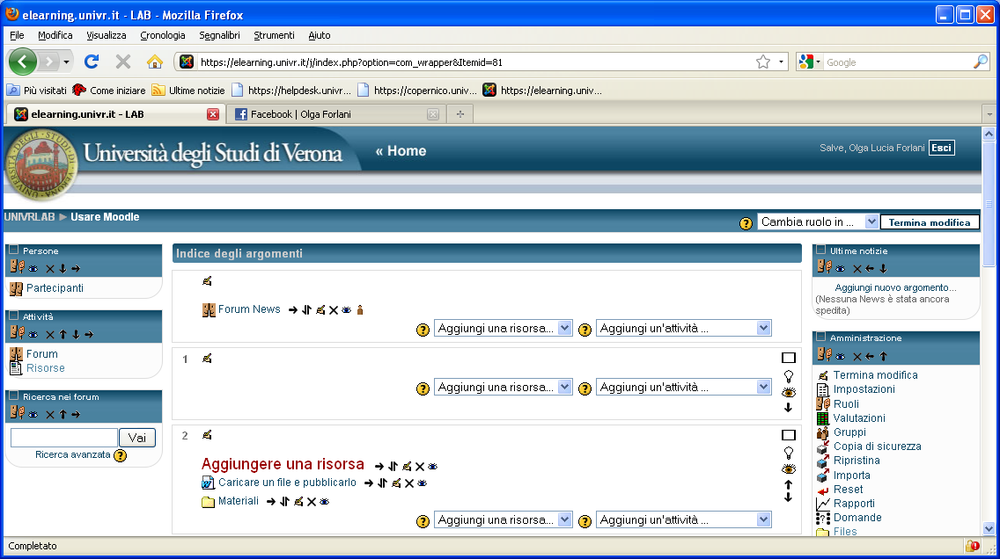 elearning.univr.it - LAB - Mozilla Firefox
File Modifica Visualizza Cronologia Segnalibri Strumenti Aiuto
https://elearning.univr.it/j/index.php?option=com_wrapper&Itemid=81
Google
Più visitati Come iniziare Ultime notizie https://helpdesk.univr... https://copernico.univ... https://elearning.univ...
elearning.univr.it - LAB Facebook | Olga Forlani
Università degli Studi di Verona
« Home
Salve, Olga Lucia Forlani Esci
UNIVRLAB Usare Moodle
Cambia ruolo in ... Termina modifica
Persone
Partecipanti
Attività
Forum
Risorse
Ricerca nei forum
Vai
Ricerca avanzata
Indice degli argomenti
Forum News
Aggiungi una risorsa... Aggiungi un'attività ...
1
Aggiungi una risorsa... Aggiungi un'attività ...
2
Aggiungere una risorsa
Caricare un file e pubblicarlo
Materiali
Aggiungi una risorsa... Aggiungi un'attività ...
Ultime notizie
Aggiungi nuovo argomento...
(Nessuna News è stata ancora
spedita)
Amministrazione
Termina modifica
Impostazioni
Ruoli
Valutazioni
Gruppi
Copia di sicurezza
Ripristina
Importa
Reset
Rapporti
Domande
Files
Completato